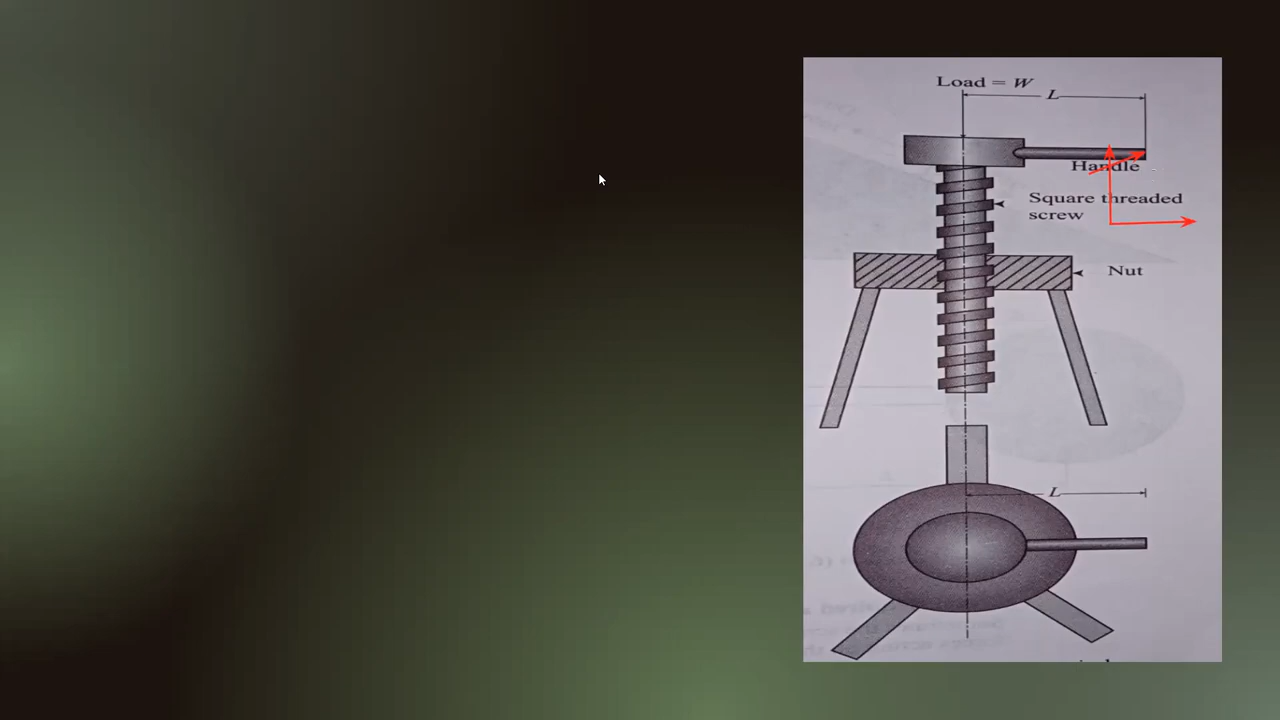 Load = W
L
Handle
Square threaded
screw
Nut
L